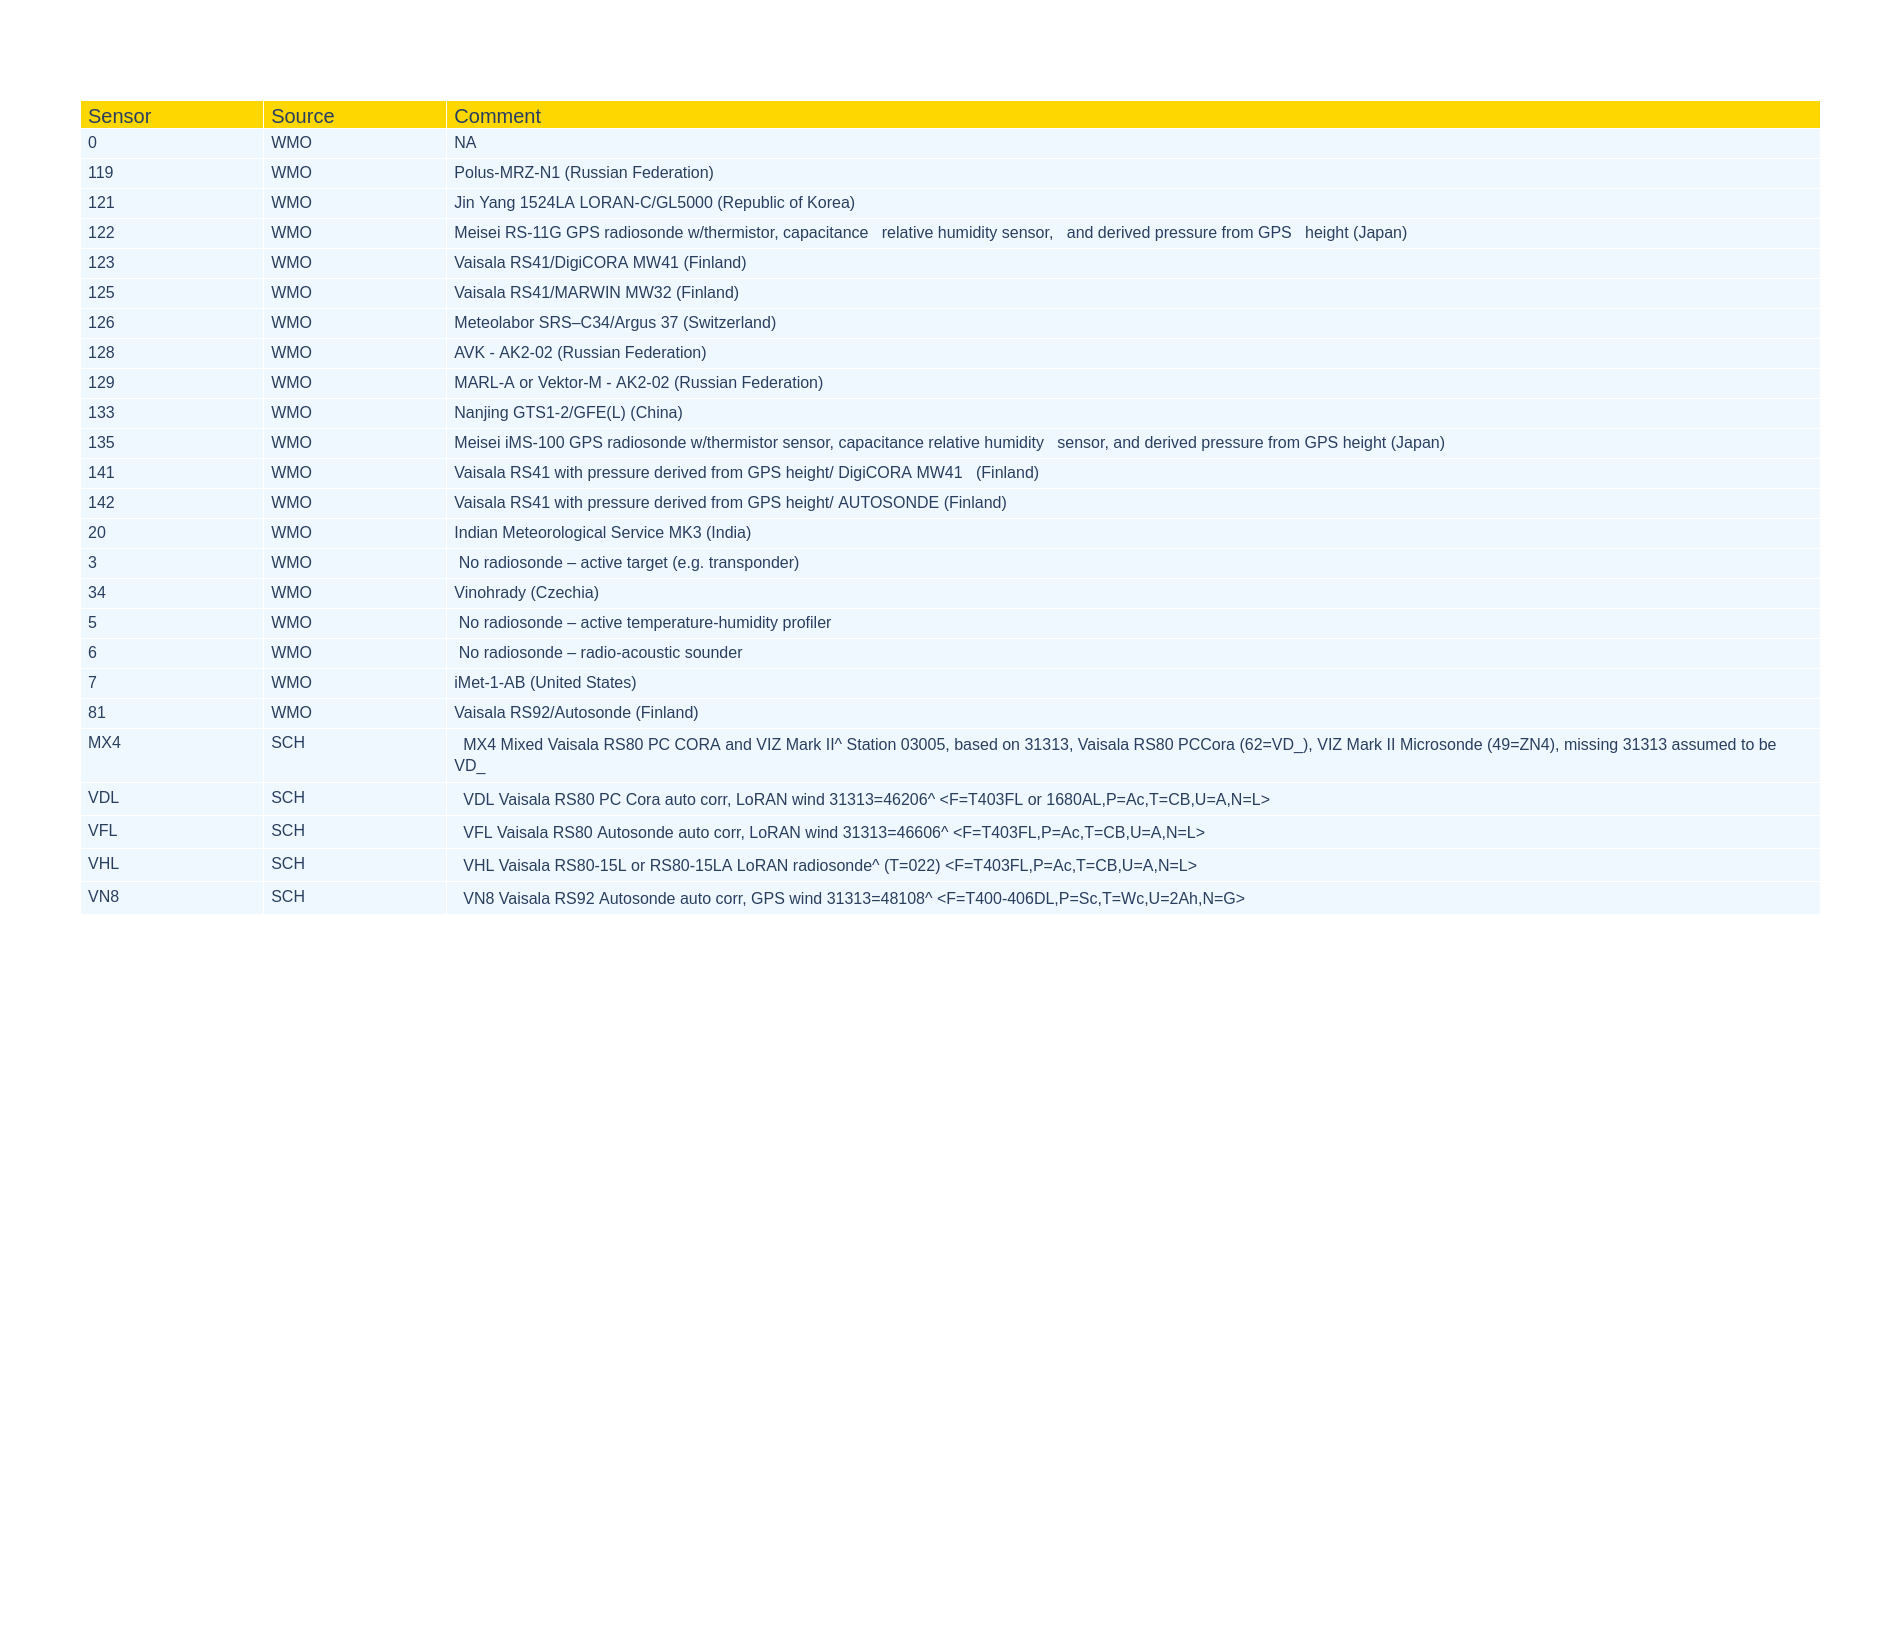 Sensor Source Comment
0 WMO NA
119 WMO Polus-MRZ-N1 (Russian Federation)
121 WMO Jin Yang 1524LA LORAN-C/GL5000 (Republic of Korea)
122 WMO Meisei RS-11G GPS radiosonde w/thermistor, capacitance   relative humidity sensor,   and derived pressure from GPS   height (Japan)
123 WMO Vaisala RS41/DigiCORA MW41 (Finland)
125 WMO Vaisala RS41/MARWIN MW32 (Finland)
126 WMO Meteolabor SRS–C34/Argus 37 (Switzerland)
128 WMO AVK - AK2-02 (Russian Federation)
129 WMO MARL-A or Vektor-M - AK2-02 (Russian Federation)
133 WMO Nanjing GTS1-2/GFE(L) (China)
135 WMO Meisei iMS-100 GPS radiosonde w/thermistor sensor, capacitance relative humidity   sensor, and derived pressure from GPS height (Japan)
141 WMO Vaisala RS41 with pressure derived from GPS height/ DigiCORA MW41   (Finland)
142 WMO Vaisala RS41 with pressure derived from GPS height/ AUTOSONDE (Finland)
20 WMO Indian Meteorological Service MK3 (India)
3 WMO No radiosonde – active target (e.g. transponder)
34 WMO Vinohrady (Czechia)
5 WMO No radiosonde – active temperature-humidity profiler
6 WMO No radiosonde – radio-acoustic sounder
7 WMO iMet-1-AB (United States)
81 WMO Vaisala RS92/Autosonde (Finland)
MX4 SCH MX4 Mixed Vaisala RS80 PC CORA and VIZ Mark II^ Station 03005, based on 31313, Vaisala RS80 PCCora (62=VD_), VIZ Mark II Microsonde (49=ZN4), missing 31313 assumed to be
VD_
VDL SCH VDL Vaisala RS80 PC Cora auto corr, LoRAN wind 31313=46206^ <F=T403FL or 1680AL,P=Ac,T=CB,U=A,N=L>
VFL SCH VFL Vaisala RS80 Autosonde auto corr, LoRAN wind 31313=46606^ <F=T403FL,P=Ac,T=CB,U=A,N=L>
VHL SCH VHL Vaisala RS80-15L or RS80-15LA LoRAN radiosonde^ (T=022) <F=T403FL,P=Ac,T=CB,U=A,N=L>
VN8 SCH VN8 Vaisala RS92 Autosonde auto corr, GPS wind 31313=48108^ <F=T400-406DL,P=Sc,T=Wc,U=2Ah,N=G>